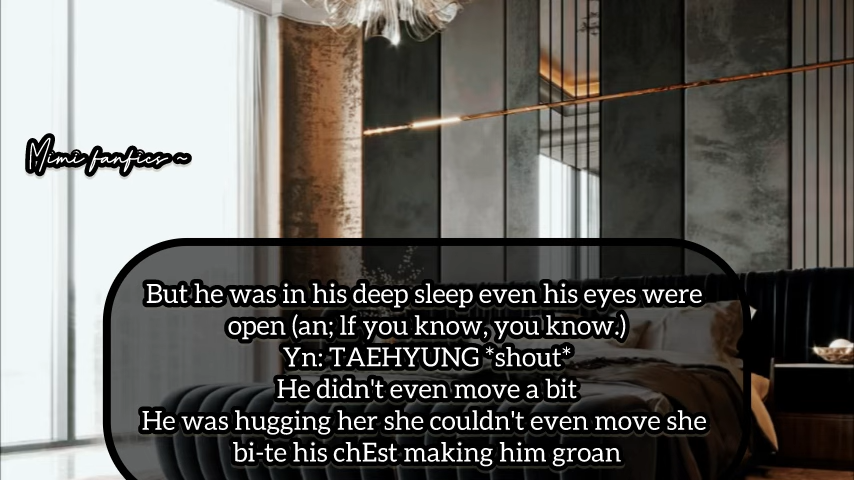 Mimi fanfics ~
But he was in his deep sleep even his eyes were
open (an; lf you know, you know.)
Yn: TAEHYUNG *shout*
He didn't even move a bit
He was hugging her she couldn't even move she
bi-te his chEst making him groan